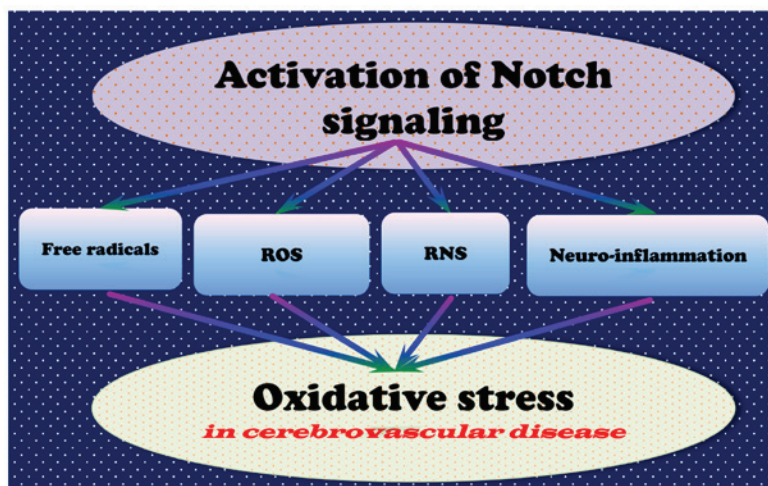 Activation of Notch
signaling
Free radicals
ROS
RNS
Neuro-inflammation
Oxidative stress
in cerebrovascular disease